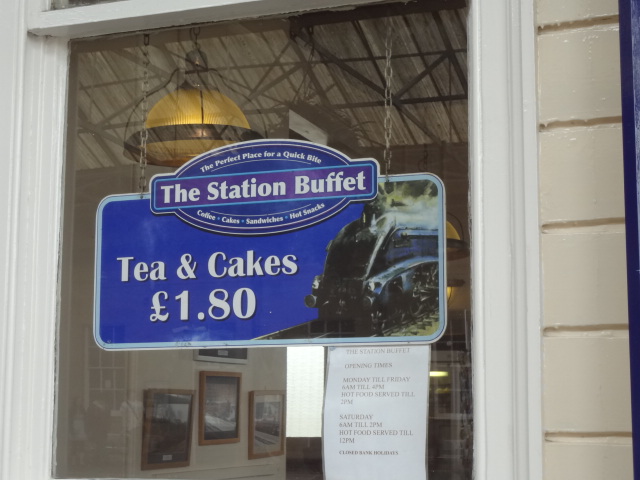 The Perfect Place for a Quick Bite
The Station Buffet
Coffee • Cakes • Sandwiches • Hot Snacks
Tea & Cakes
£1.80
THE STATION BUFFET
OPENING TIMES
MONDAY TILL FRIDAY
6AM TILL 4PM
HOT FOOD SERVED TILL
2PM
SATURDAY
6AM TILL 2PM
HOT FOOD SERVED TILL
12PM
CLOSED BANK HOLIDAYS